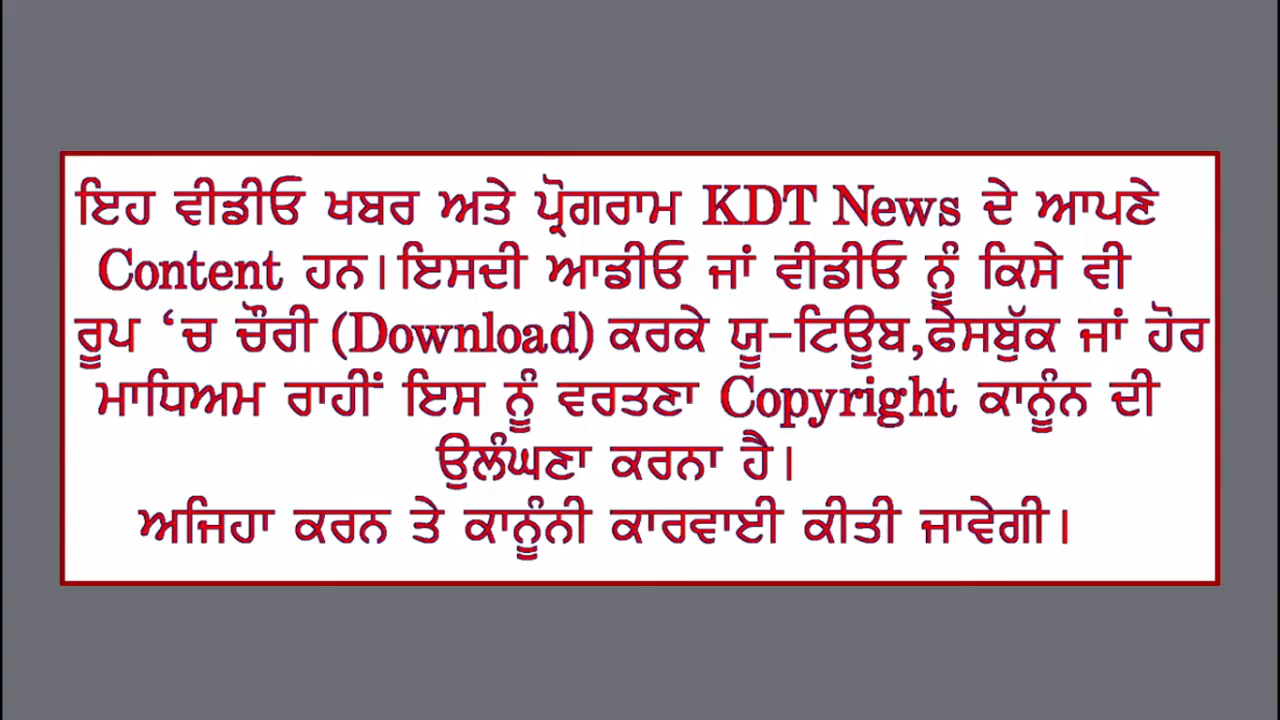 ਇਹ ਵੀਡੀਓ ਖਬਰ ਅਤੇ ਪ੍ਰੋਗਰਾਮ KDT News ਦੇ ਆਪਣੇ
Content ਹਨ।ਇਸਦੀ ਆਡੀਓ ਜਾਂ ਵੀਡੀਓ ਨੂੰ ਕਿਸੇ ਵੀ
ਰੂਪ ‘ਚ ਚੌਰੀ (Download) ਕਰਕੇ ਯੂ-ਟਿਊਬ,ਫੇਸਬੁੱਕ ਜਾਂ ਹੋਰ
ਮਾਧਿਅਮ ਰਾਹੀਂ ਇਸ ਨੂੰ ਵਰਤਣਾ Copyright ਕਾਨੂੰਨ ਦੀ
ਉਲੰਘਣਾ ਕਰਨਾ ਹੈ।
ਅਜਿਹਾ ਕਰਨ ਤੇ ਕਾਨੂੰਨੀ ਕਾਰਵਾਈ ਕੀਤੀ ਜਾਵੇਗੀ।